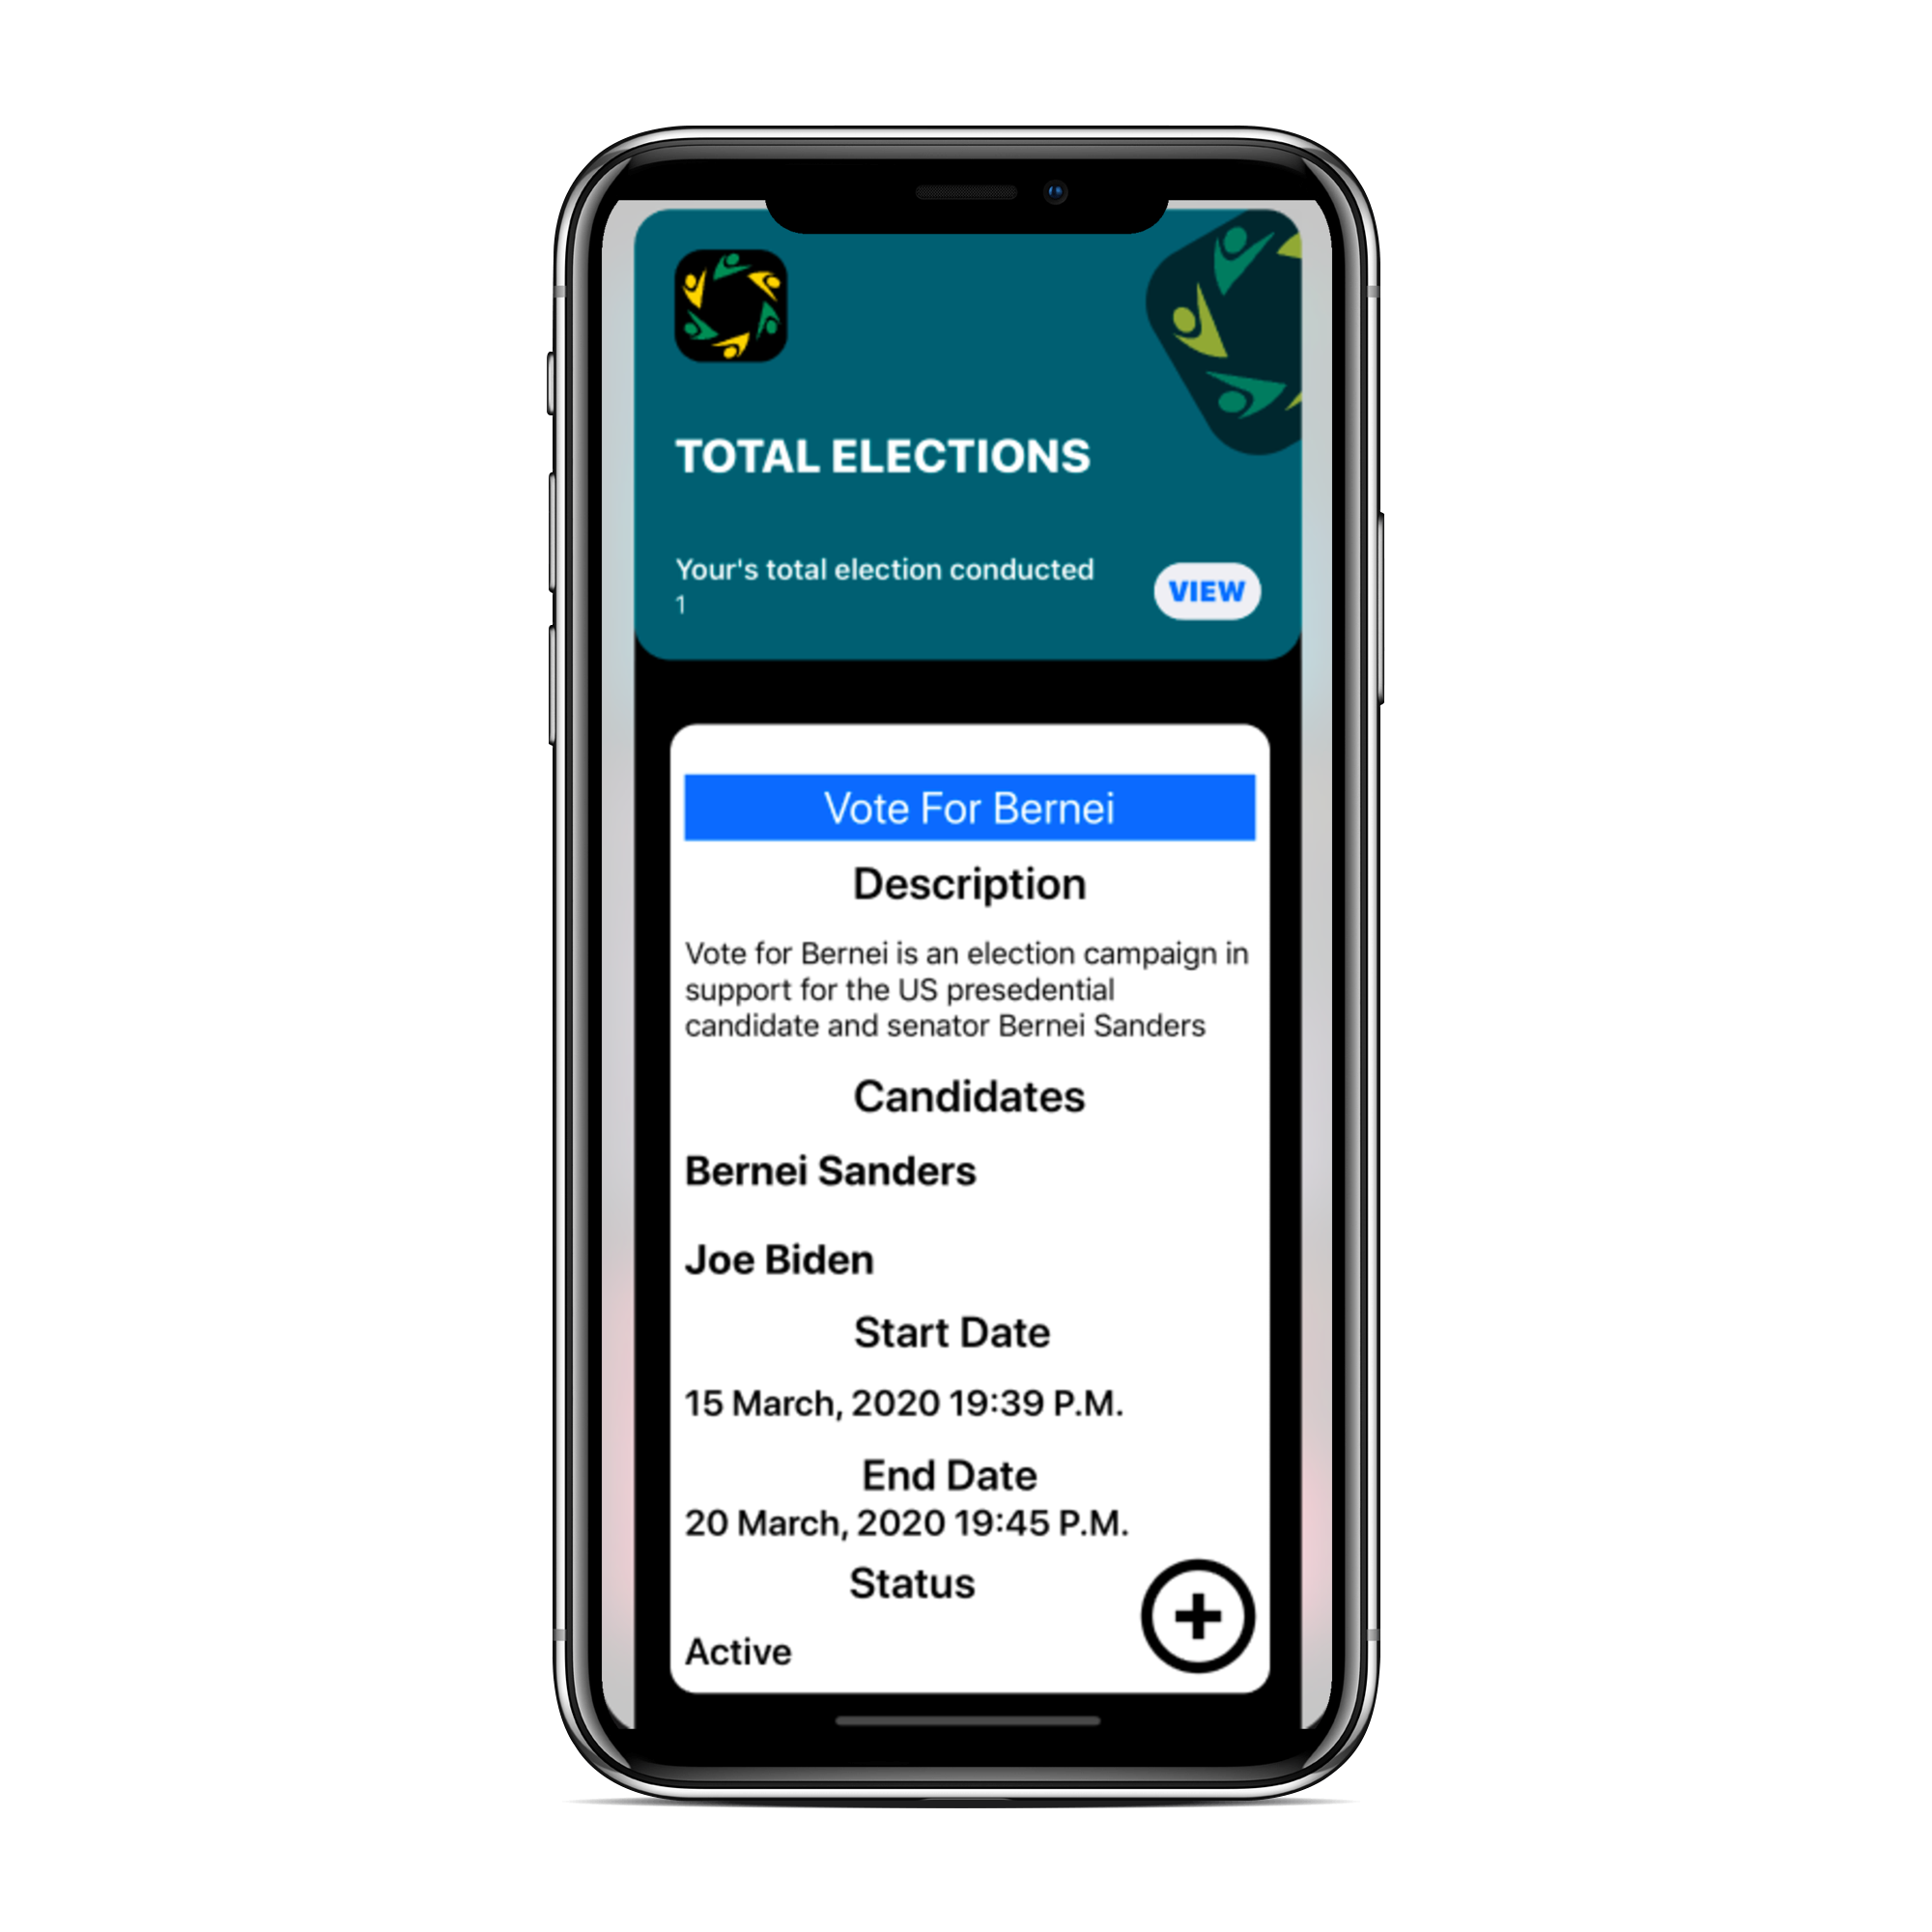 TOTAL ELECTIONS
Your's total election conducted
1
VIEW
Vote For Bernei
Description
Vote for Bernei is an election campaign in
support for the US presedential
candidate and senator Bernei Sanders
Candidates
Bernei Sanders
Joe Biden
Start Date
15 March, 2020 19:39 P.M.
End Date
20 March, 2020 19:45 P.M.
Status
Active